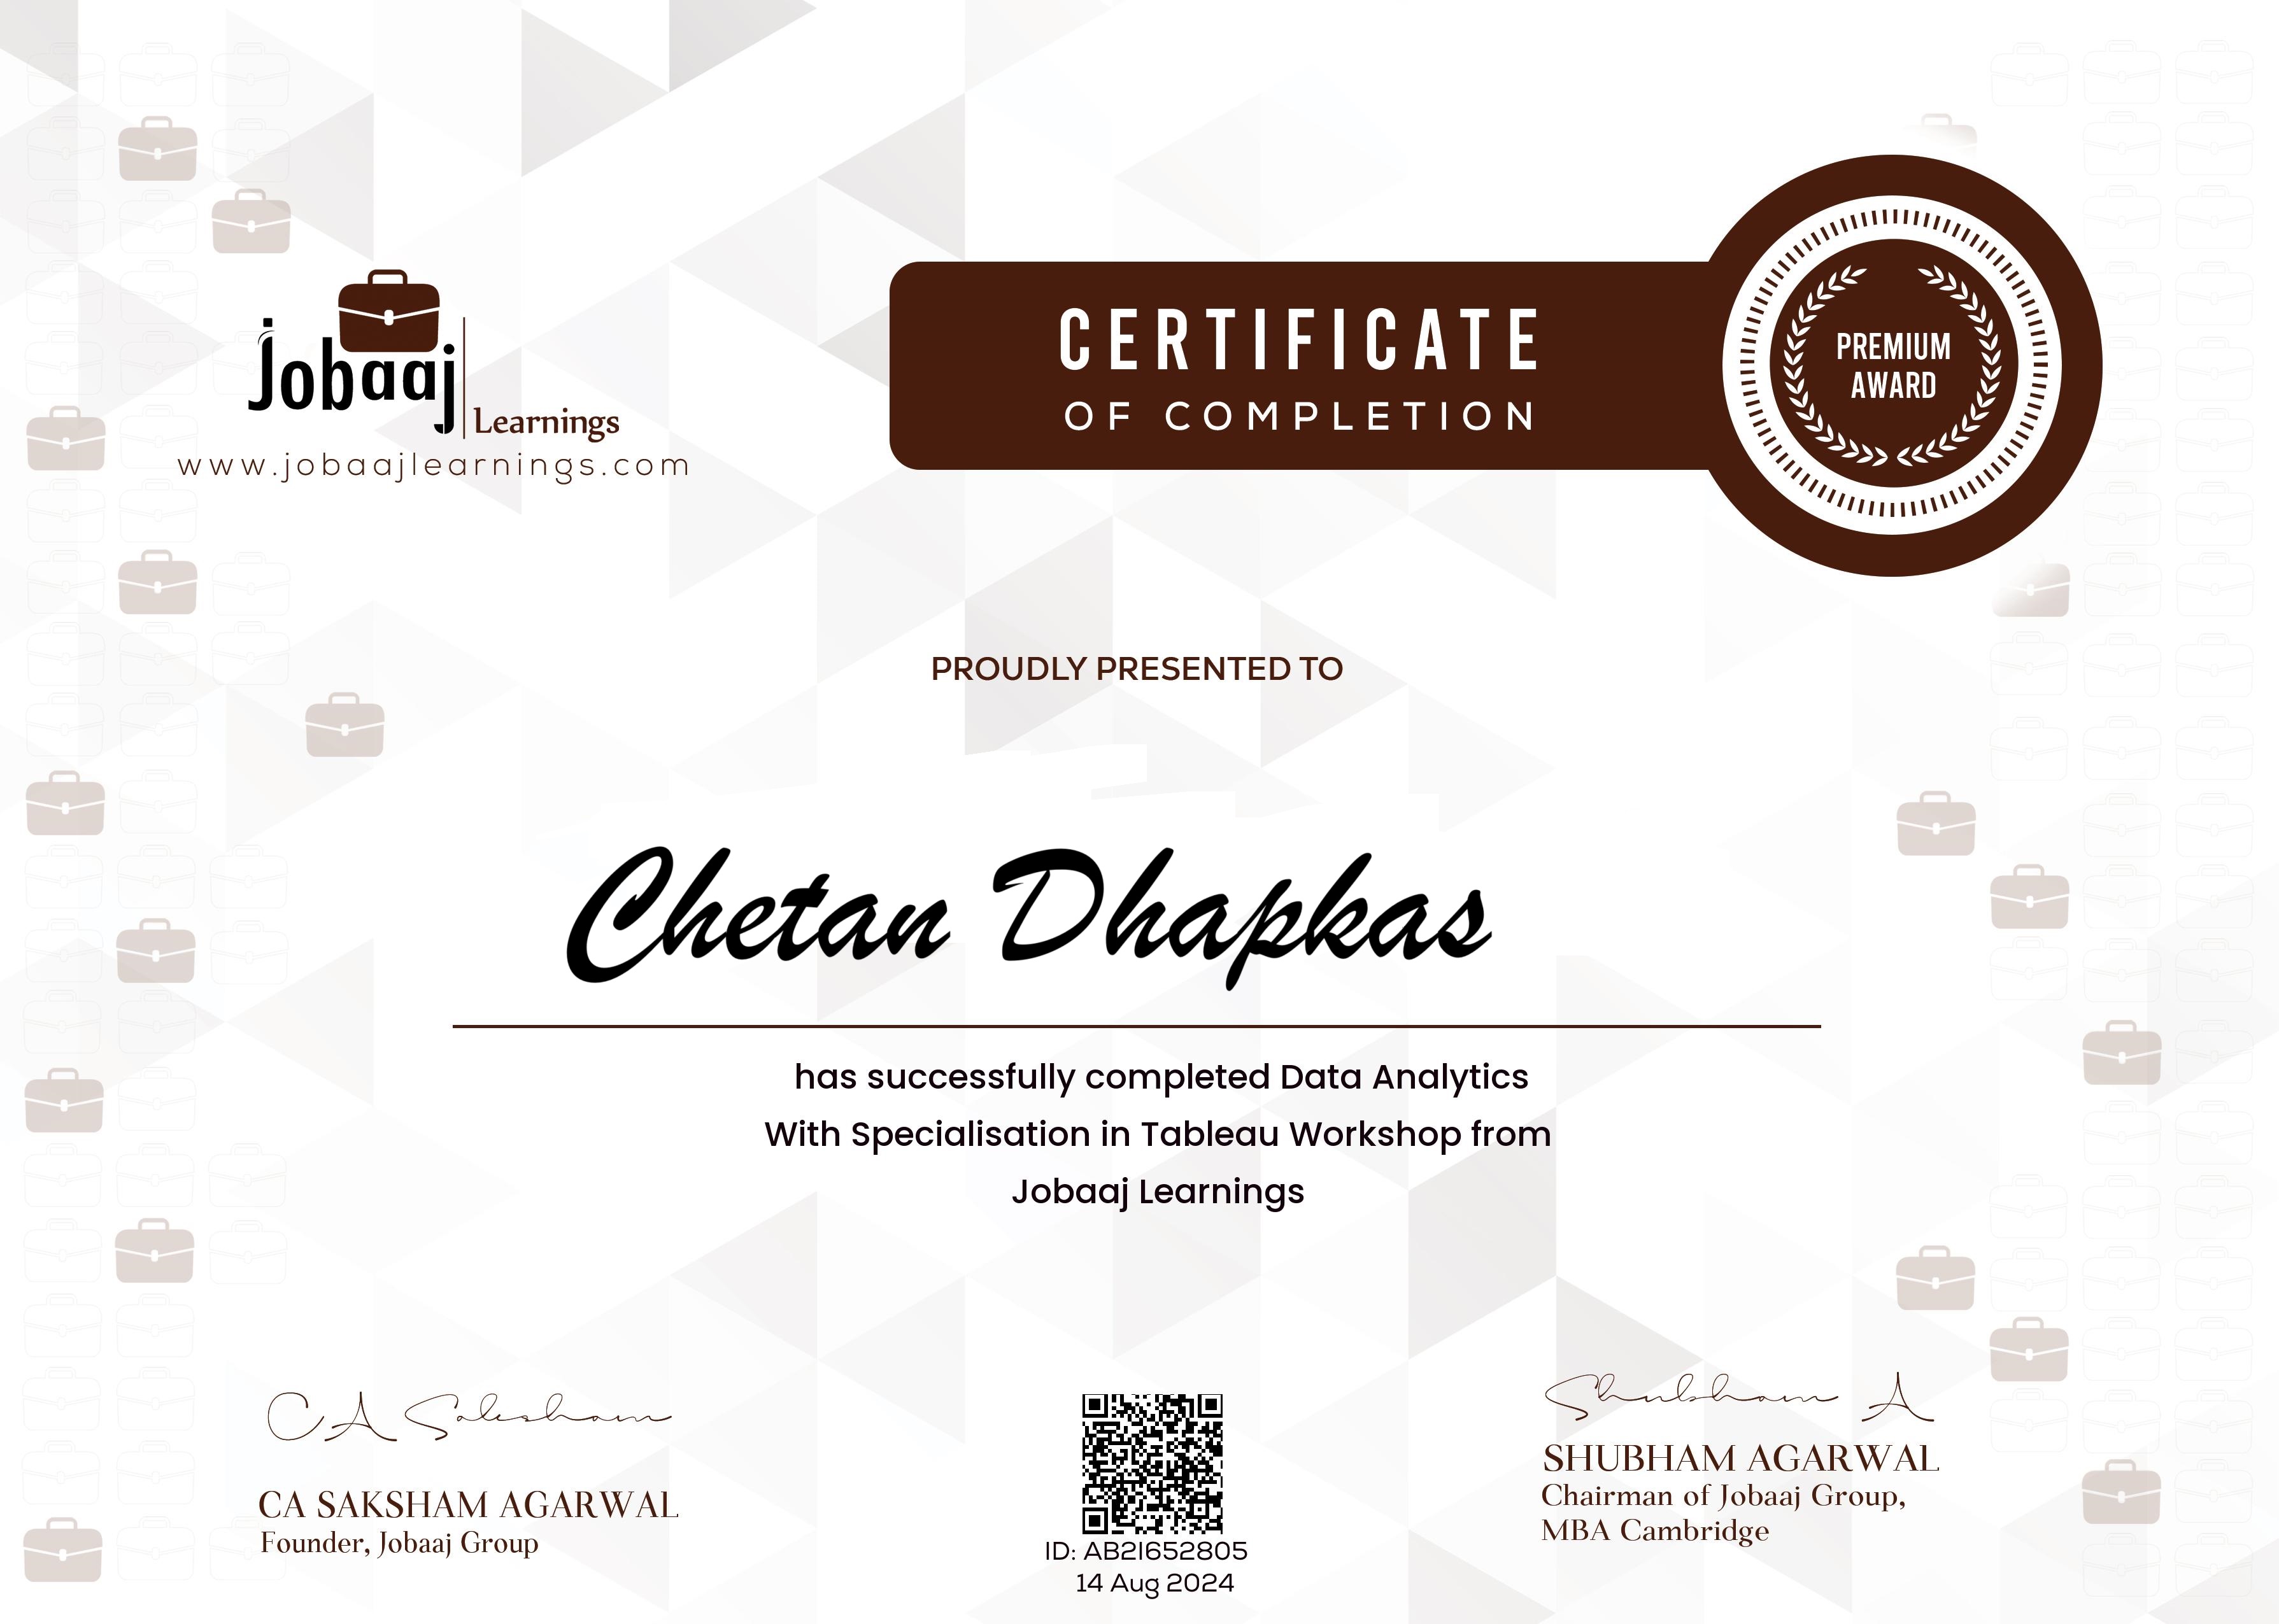 Jobaaj
Learnings
www.jobaajlearnings.com
CERTIFICATE
OF COMPLETION
PREMIUM
AWARD
PROUDLY PRESENTED TO
Chetan Dhapkas
has successfully completed Data Analytics
With Specialisation in Tableau Workshop from
Jobaaj Learnings
CA Saksham
CA SAKSHAM AGARWAL
Founder, Jobaaj Group
ID: AB21652805
14 Aug 2024
Shubham A
SHUBHAM AGARWAL
Chairman of Jobaaj Group,
MBA Cambridge